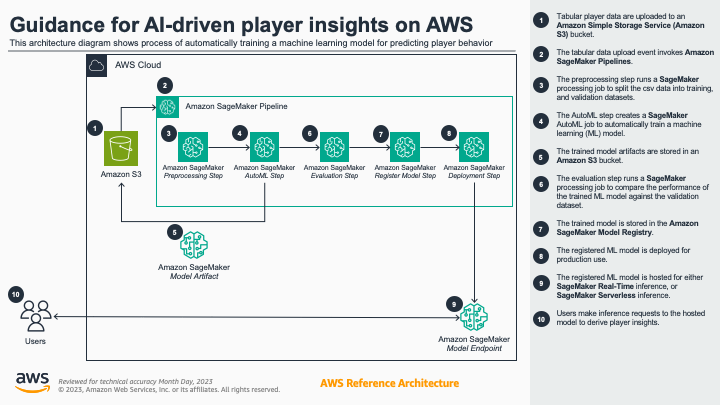 Guidance for AI-driven player insights on AWS
This architecture diagram shows process of automatically training a machine learning model for predicting player behavior
AWS Cloud
2
Amazon SageMaker Pipeline
1
Amazon S3
3
Amazon SageMaker
Preprocessing Step
4
Amazon SageMaker
AutoML Step
6
Amazon SageMaker
Evaluation Step
7
Amazon SageMaker
Register Model Step
8
Amazon SageMaker
Deployment Step
5
Amazon SageMaker
Model Artifact
10
Users
9
Amazon SageMaker
Model Endpoint
aws
Reviewed for technical accuracy Month Day, 2023
© 2023, Amazon Web Services, Inc. or its affiliates. All rights reserved.
AWS Reference Architecture
1
Tabular player data are uploaded to an
Amazon Simple Storage Service (Amazon
S3) bucket.
2
The tabular data upload event invokes Amazon
SageMaker Pipelines.
3
The preprocessing step runs a SageMaker
processing job to split the csv data into training,
and validation datasets.
4
The AutoML step creates a SageMaker
AutoML job to automatically train a machine
learning (ML) model.
5
The trained model artifacts are stored in an
Amazon S3 bucket.
6
The evaluation step runs a SageMaker
processing job to compare the performance of
the trained ML model against the validation
dataset.
7
The trained model is stored in the Amazon
SageMaker Model Registry.
8
The registered ML model is deployed for
production use.
9
The registered ML model is hosted for either
SageMaker Real-Time inference, or
SageMaker Serverless inference.
10
Users make inference requests to the hosted
model to derive player insights.